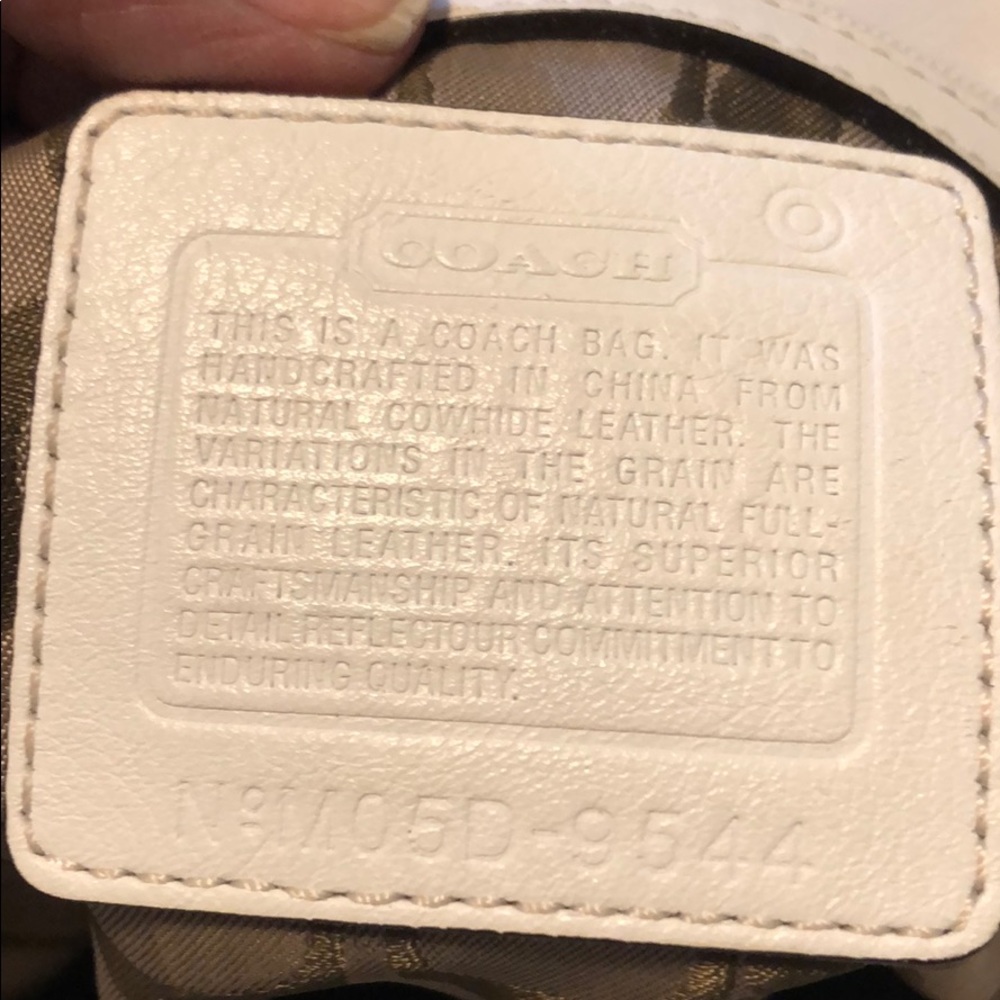 COACH
THIS IS A COACH BAG. IT WAS
HANDCRAFTED IN CHINA FROM
NATURAL COWHIDE LEATHER. THE
VARIATIONS IN THE GRAIN ARE
CHARACTERISTIC OF NATURAL FULL-
GRAIN LEATHER. ITS SUPERIOR
CRAFTSMANSHIP AND ATTENTION TO
DETAIL REFLECT OUR COMMITMENT TO
ENDURING QUALITY.
Nº M05D-9544